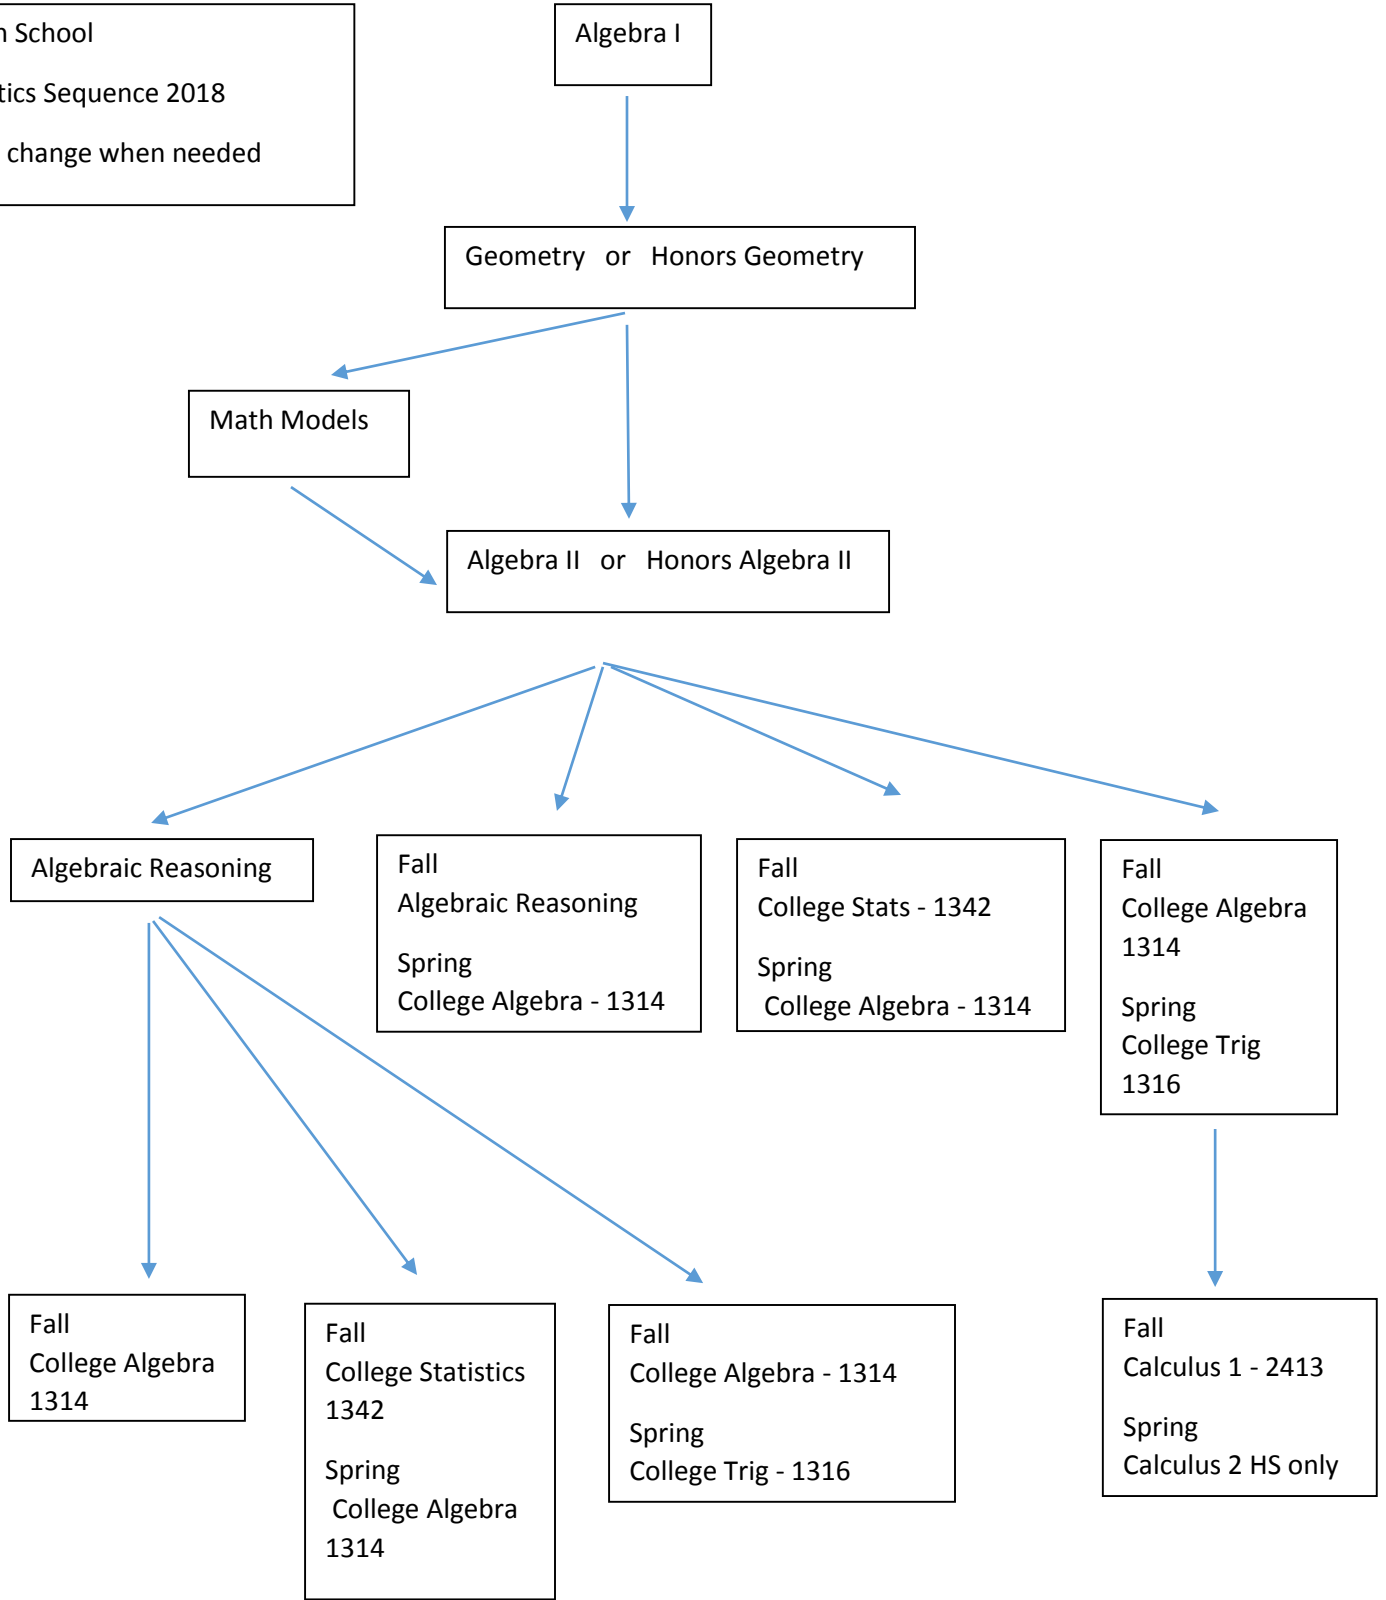 School
Sequence 2018
change when needed
Algebra I
Geometry or Honors Geometry
Math Models
Algebra II or Honors Algebra II
Algebraic Reasoning
Fall
Algebraic Reasoning
Spring
College Algebra - 1314
Fall
College Stats - 1342
Spring
College Algebra - 1314
Fall
College Algebra
1314
Spring
College Trig
1316
Fall
College Algebra
1314
Fall
College Statistics
1342
Spring
College Algebra
1314
Fall
College Algebra - 1314
Spring
College Trig - 1316
Fall
Calculus 1 - 2413
Spring
Calculus 2 HS only